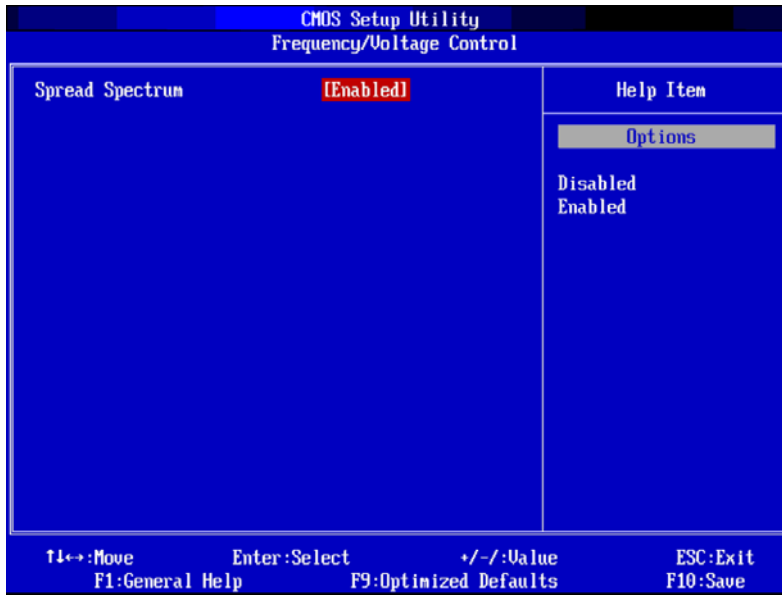 CMOS Setup Utility
Frequency/Voltage Control
Spread Spectrum [Enabled]
Help Item
Options
Disabled
Enabled
↑↓↔:Move Enter:Select +/-/:Value ESC:Exit
F1:General Help F9:Optimized Defaults F10:Save